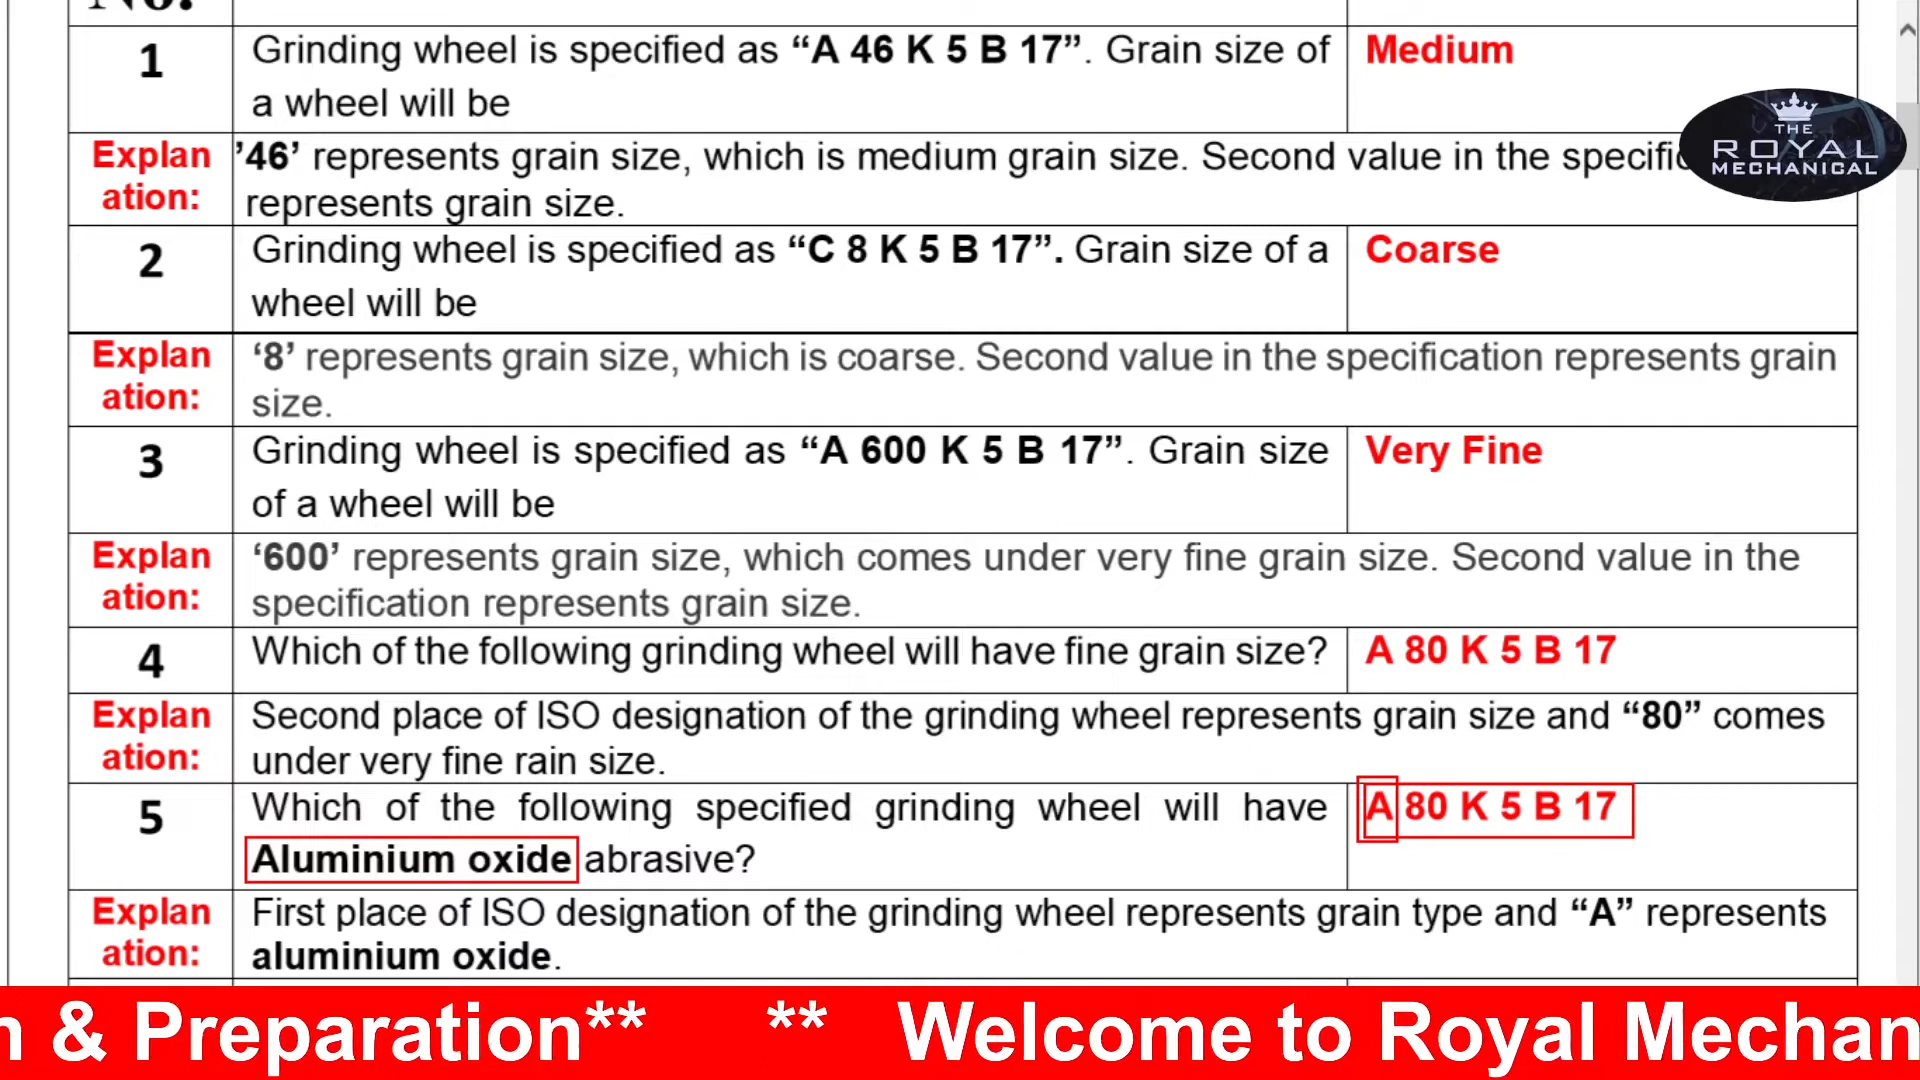 No.
1
Grinding wheel is specified as “A 46 K 5 B 17”. Grain size of
a wheel will be
Medium
Explan
ation:
’46’ represents grain size, which is medium grain size. Second value in the
represents grain size.
THE
ROYAL
MECHANICAL
2
Grinding wheel is specified as “C 8 K 5 B 17”. Grain size of a
wheel will be
Coarse
Explan
ation:
‘8’ represents grain size, which is coarse. Second value in the specification represents grain
size.
3
Grinding wheel is specified as “A 600 K 5 B 17”. Grain size
of a wheel will be
Very Fine
Explan
ation:
‘600’ represents grain size, which comes under very fine grain size. Second value in the
specification represents grain size.
4
Which of the following grinding wheel will have fine grain size?
A 80 K 5 B 17
Explan
ation:
Second place of ISO designation of the grinding wheel represents grain size and “80” comes
under very fine rain size.
5
Which of the following specified grinding wheel will have
Aluminium oxide abrasive?
A 80 K 5 B 17
Explan
ation:
First place of ISO designation of the grinding wheel represents grain type and “A” represents
aluminium oxide.
n & Preparation** ** Welcome to Royal Mechan